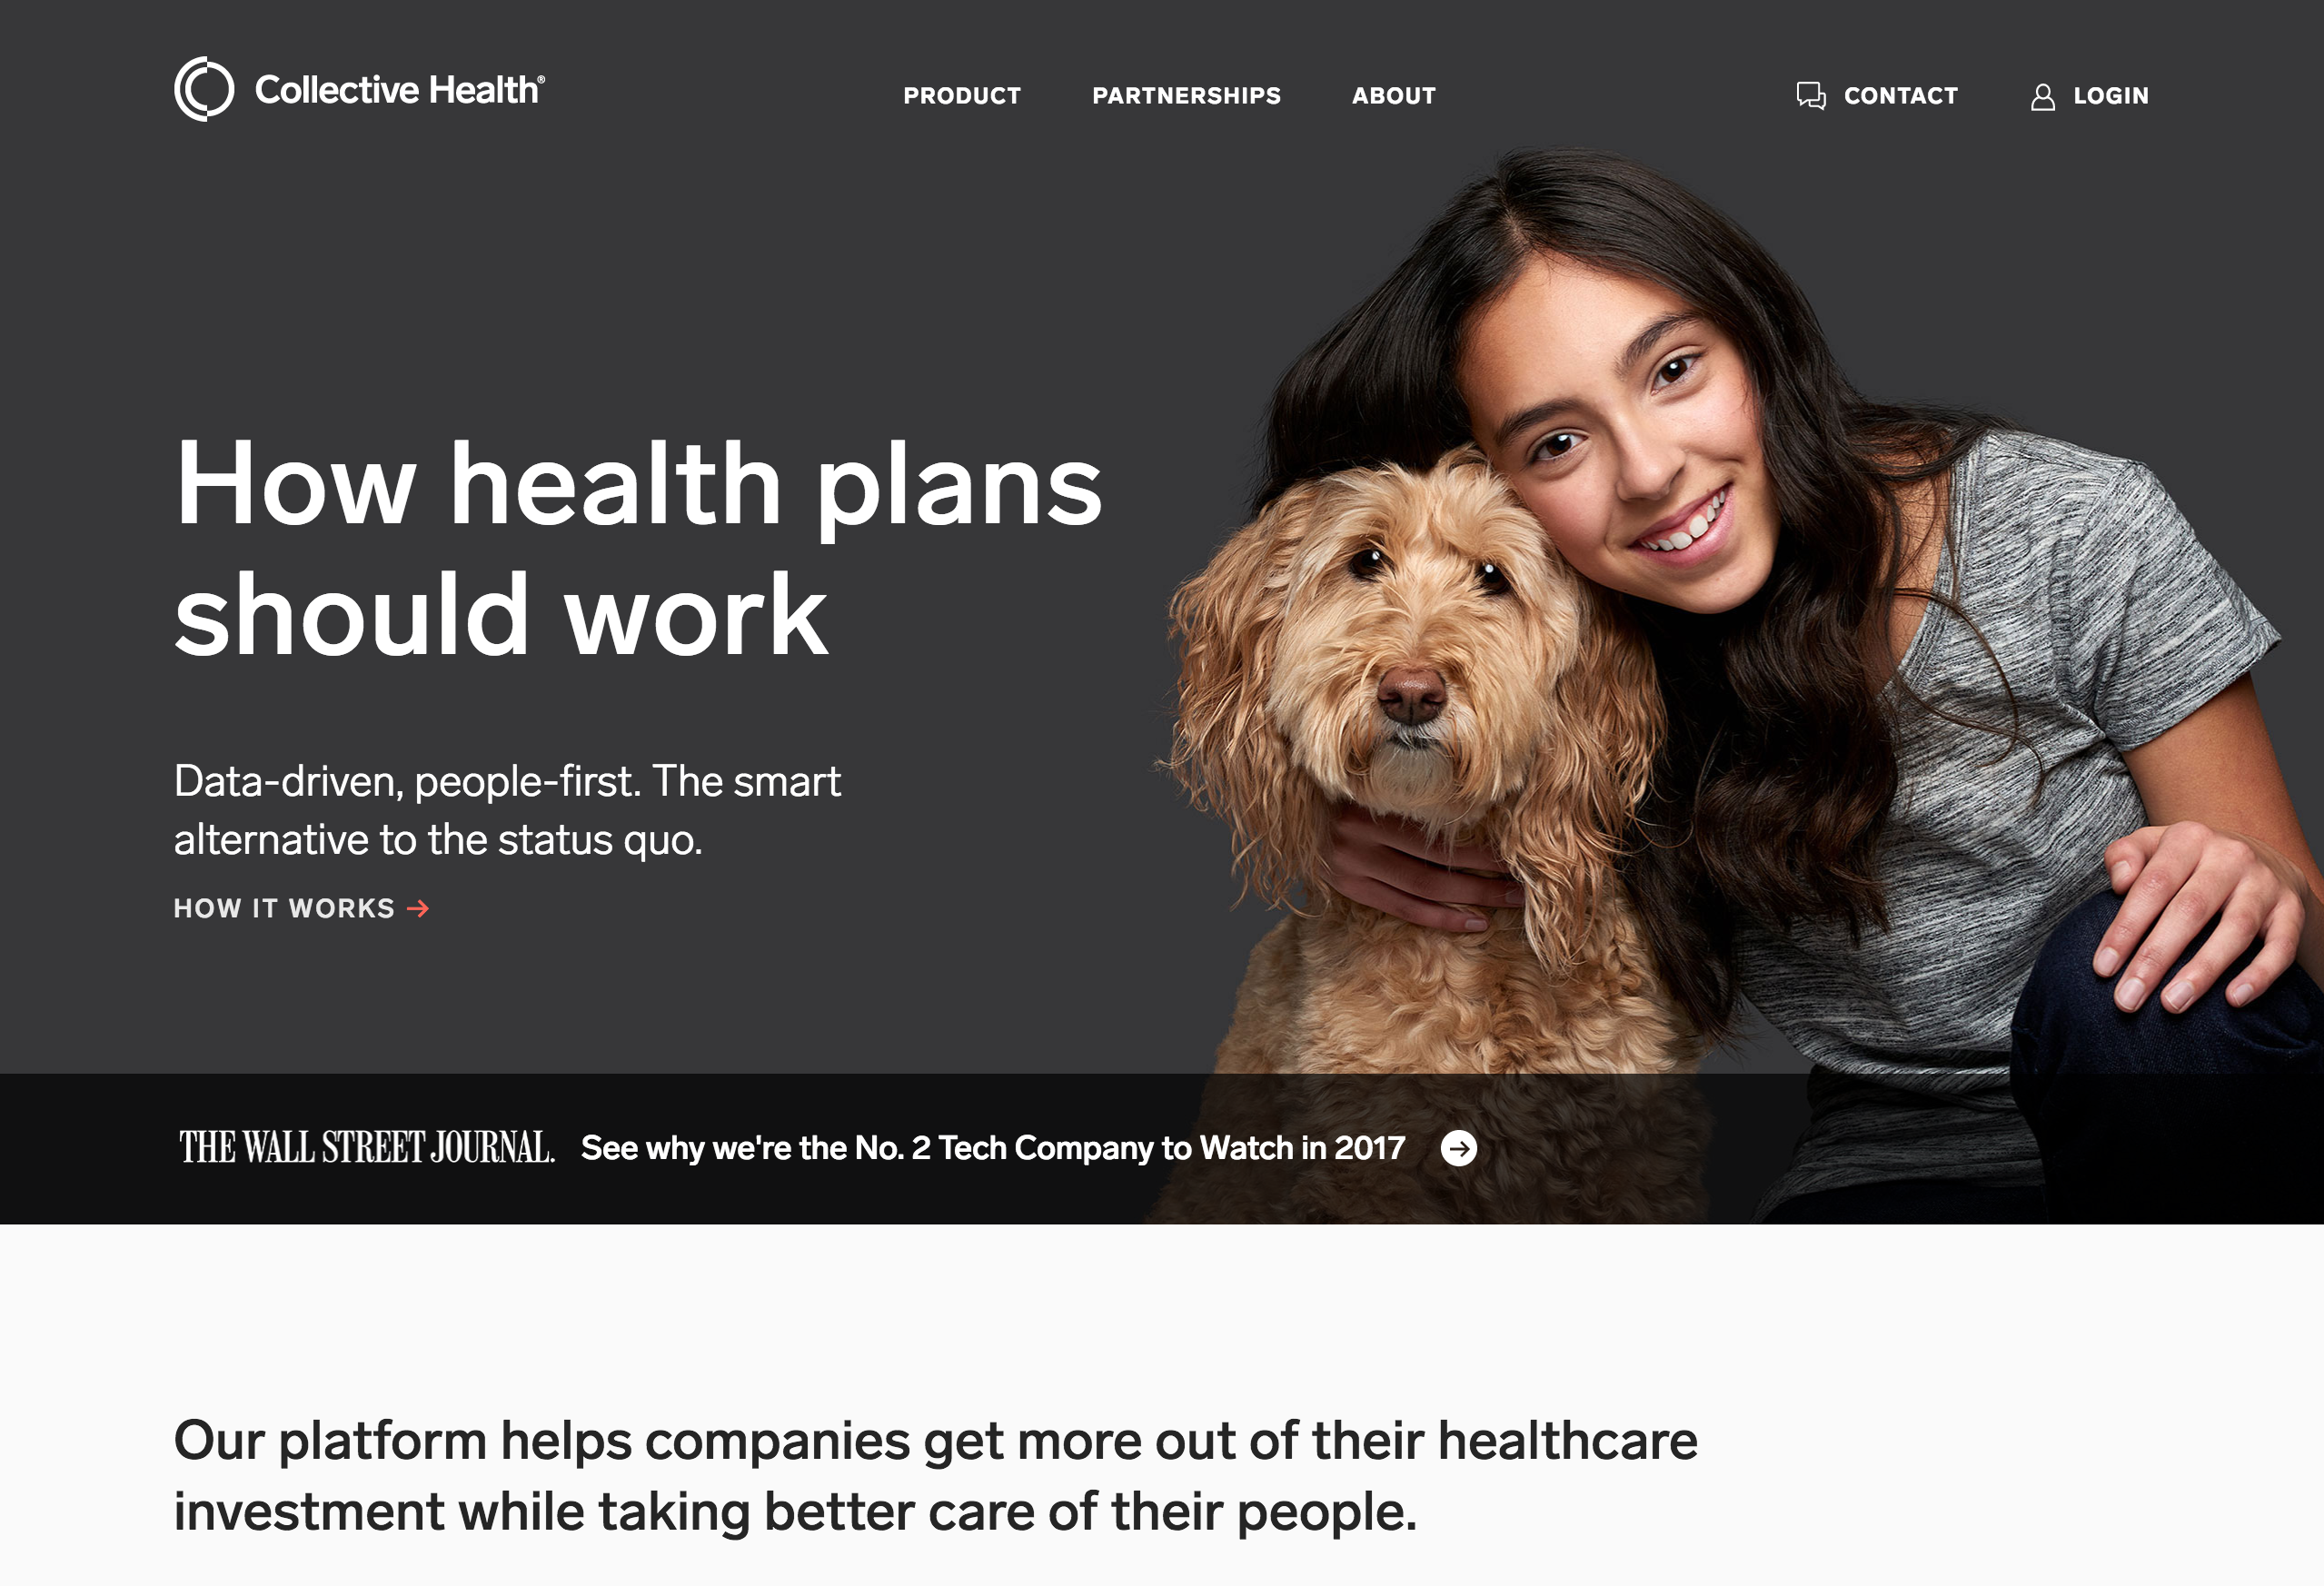 Collective Health®
PRODUCT
PARTNERSHIPS
ABOUT
CONTACT
LOGIN
How health plans
should work
Data-driven, people-first. The smart
alternative to the status quo.
HOW IT WORKS →
THE WALL STREET JOURNAL.
See why we're the No. 2 Tech Company to Watch in 2017
Our platform helps companies get more out of their healthcare
investment while taking better care of their people.